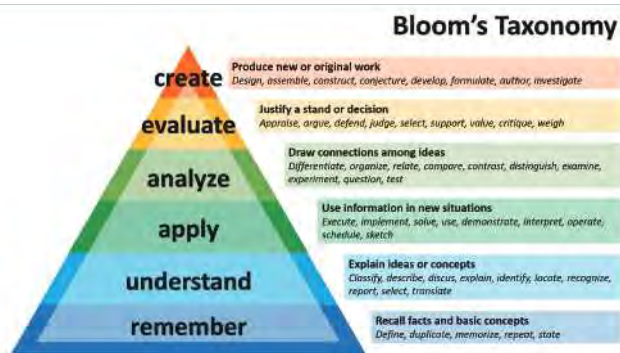 Bloom's Taxonomy
create
Produce new or original work
Design, assemble, construct, conjecture, develop, formulate, author, investigate
evaluate
Justify a stand or decision
Appraise, argue, defend, judge, select, support, value, critique, weigh
analyze
Draw connections among ideas
Differentiate, organize, relate, compare, contrast, distinguish, examine,
experiment, question, test
apply
Use information in new situations
Execute, implement, solve, use, demonstrate, interpret, operate,
schedule, sketch
understand
Explain ideas or concepts
Classify, describe, discus, explain, identify, locate, recognize,
report, select, translate
remember
Recall facts and basic concepts
Define, duplicate, memorize, repeat, state